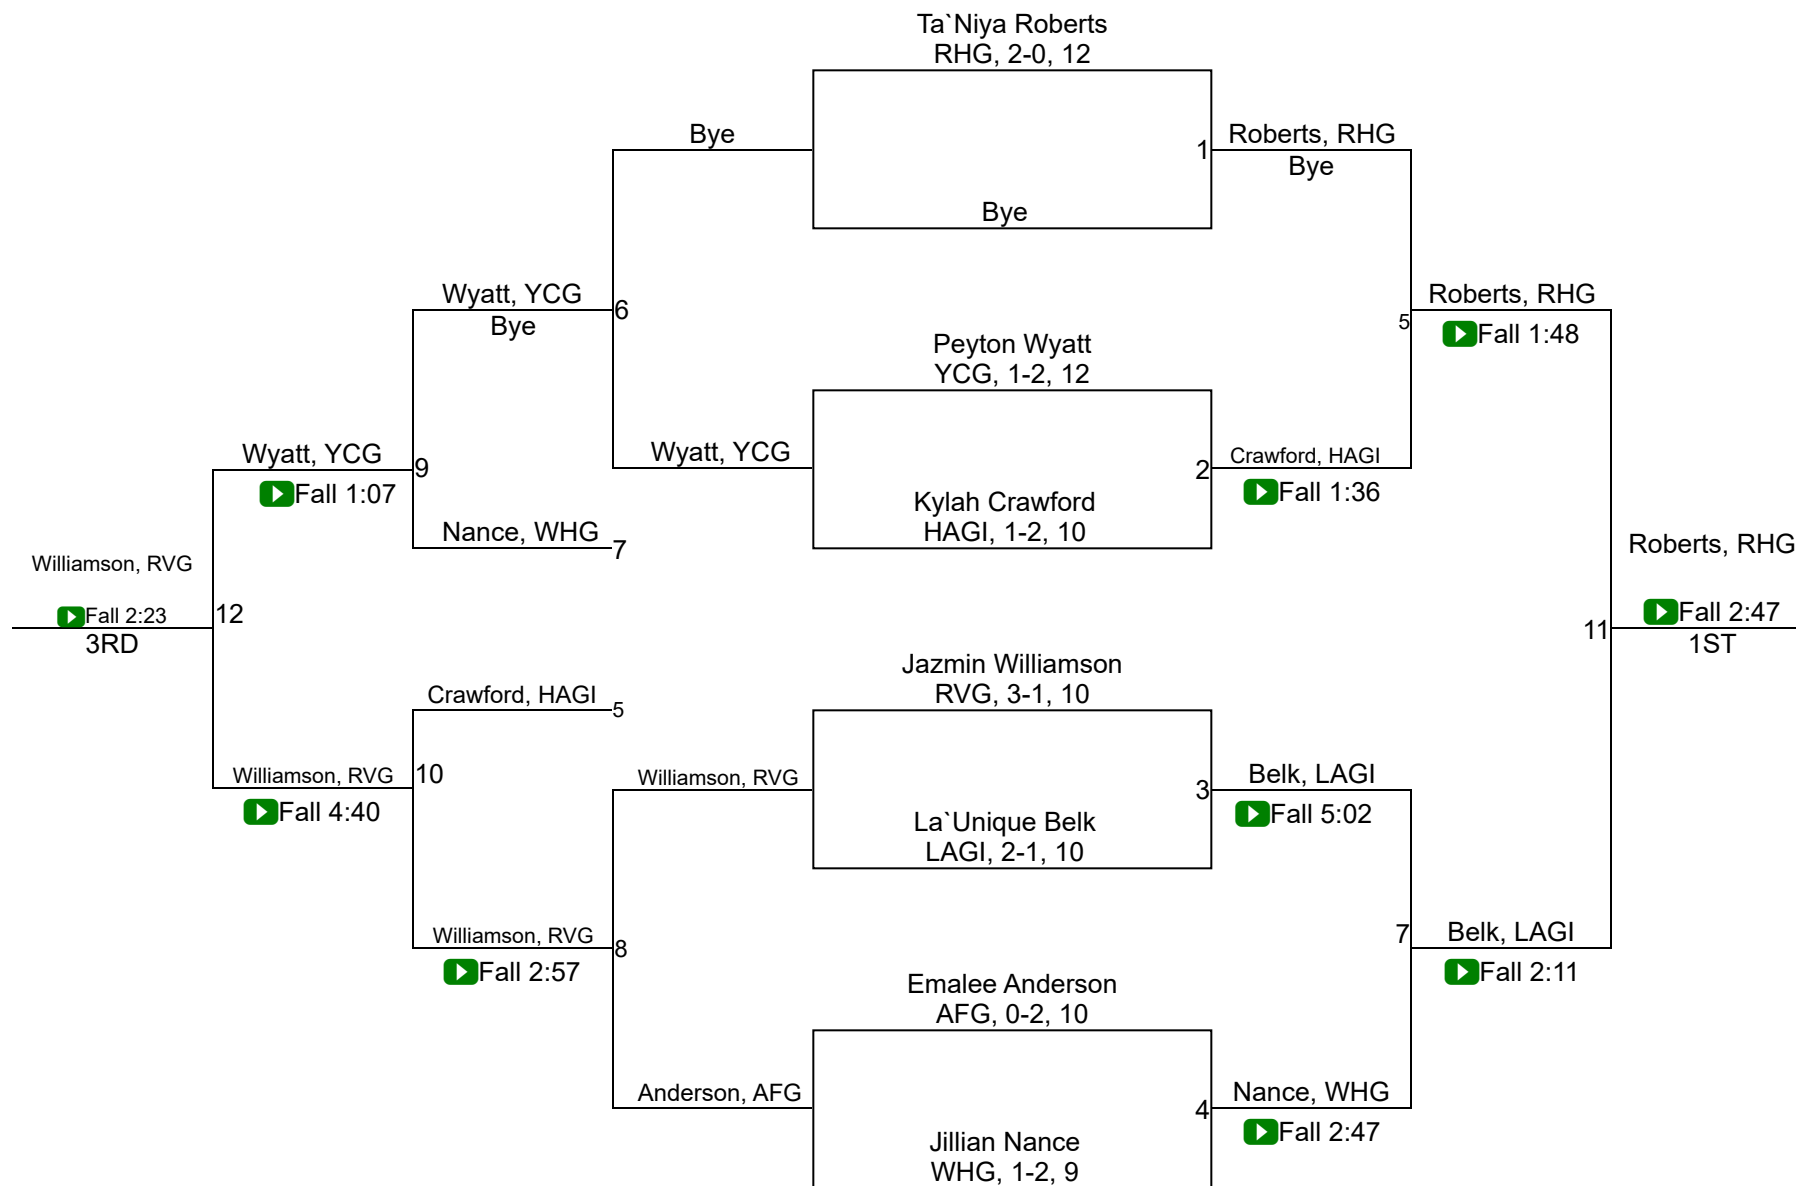 Ta`Niya Roberts
RHG, 2-0, 12
Bye
1
Roberts, RHG
Bye
Bye
Wyatt, YCG
Bye
6
Roberts, RHG
5
Fall 1:48
Peyton Wyatt
YCG, 1-2, 12
Wyatt, YCG
9
Fall 1:07
Wyatt, YCG
2
Crawford, HAGI
Fall 1:36
Kylah Crawford
HAGI, 1-2, 10
Nance, WHG
7
Williamson, RVG
Fall 2:23
3RD
12
Roberts, RHG
11
Fall 2:47
1ST
Jazmin Williamson
RVG, 3-1, 10
Crawford, HAGI
5
Williamson, RVG
10
Fall 4:40
Williamson, RVG
3
Belk, LAGI
Fall 5:02
La`Unique Belk
LAGI, 2-1, 10
Williamson, RVG
8
Fall 2:57
7
Belk, LAGI
Fall 2:11
Emalee Anderson
AFG, 0-2, 10
Anderson, AFG
4
Nance, WHG
Fall 2:47
Jillian Nance
WHG, 1-2, 9